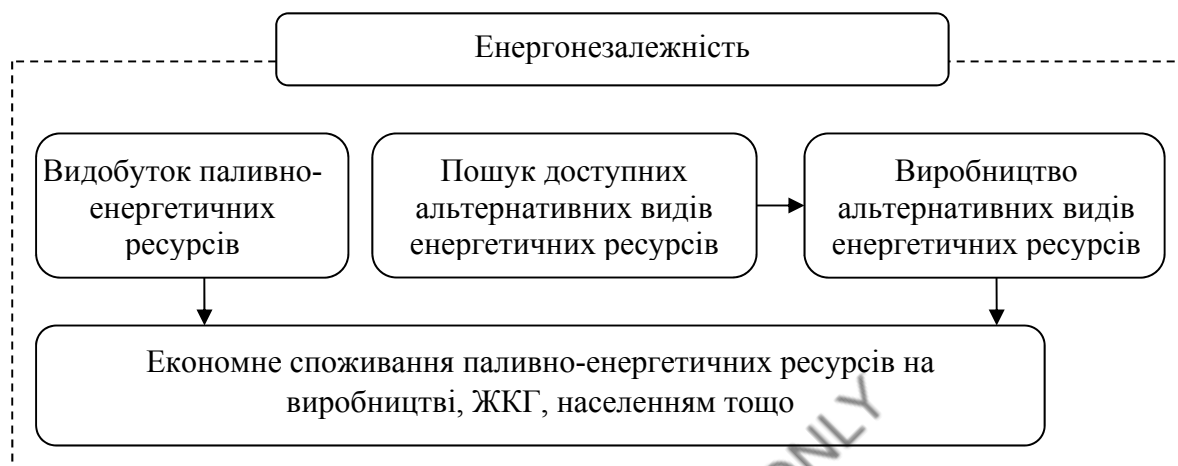 Енергонезалежність
Видобуток паливно-
енергетичних
ресурсів
Пошук доступних
альтернативних видів
енергетичних ресурсів
Виробництво
альтернативних видів
енергетичних ресурсів
Економне споживання паливно-енергетичних ресурсів на
виробництві, ЖКГ, населенням тощо
ONLY